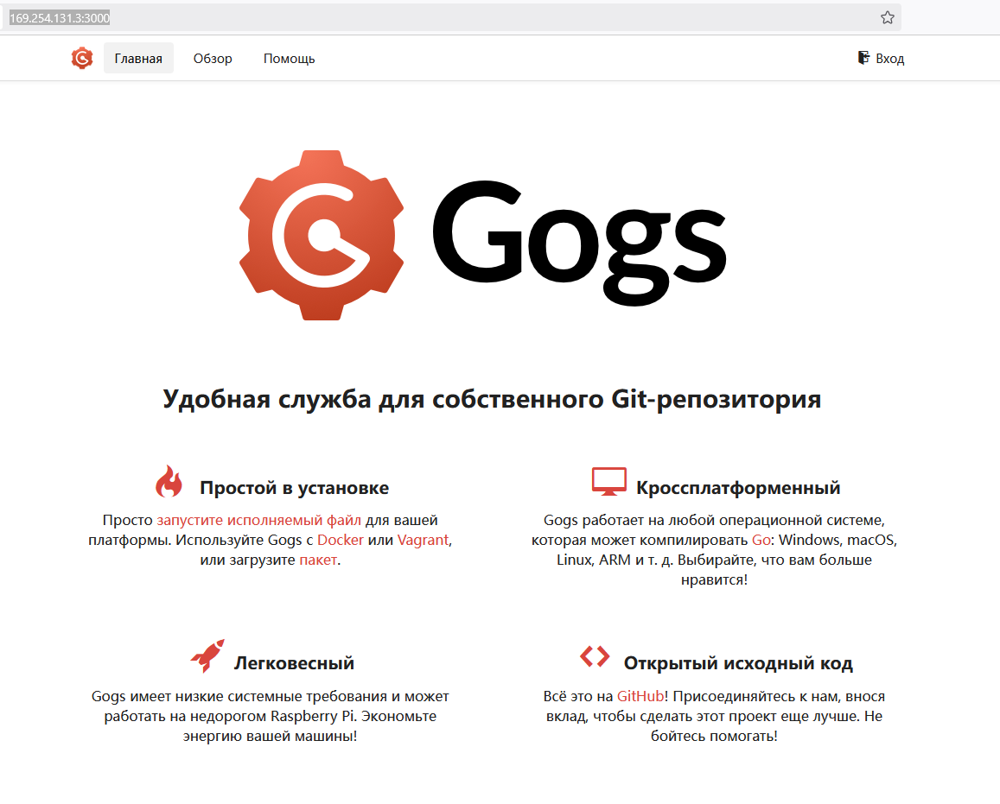 169.254.131.3:3000
Главная Обзор Помощь Вход
Gogs
Удобная служба для собственного Git-репозитория
Простой в установке
Просто запустите исполняемый файл для вашей
платформы. Используйте Gogs с Docker или Vagrant,
или загрузите пакет.
Кроссплатформенный
Gogs работает на любой операционной системе,
которая может компилировать Go: Windows, macOS,
Linux, ARM и т. д. Выбирайте, что вам больше
нравится!
Легковесный
Gogs имеет низкие системные требования и может
работать на недорогом Raspberry Pi. Экономьте
энергию вашей машины!
Открытый исходный код
Всё это на GitHub! Присоединяйтесь к нам, внося
вклад, чтобы сделать этот проект еще лучше. Не
бойтесь помогать!